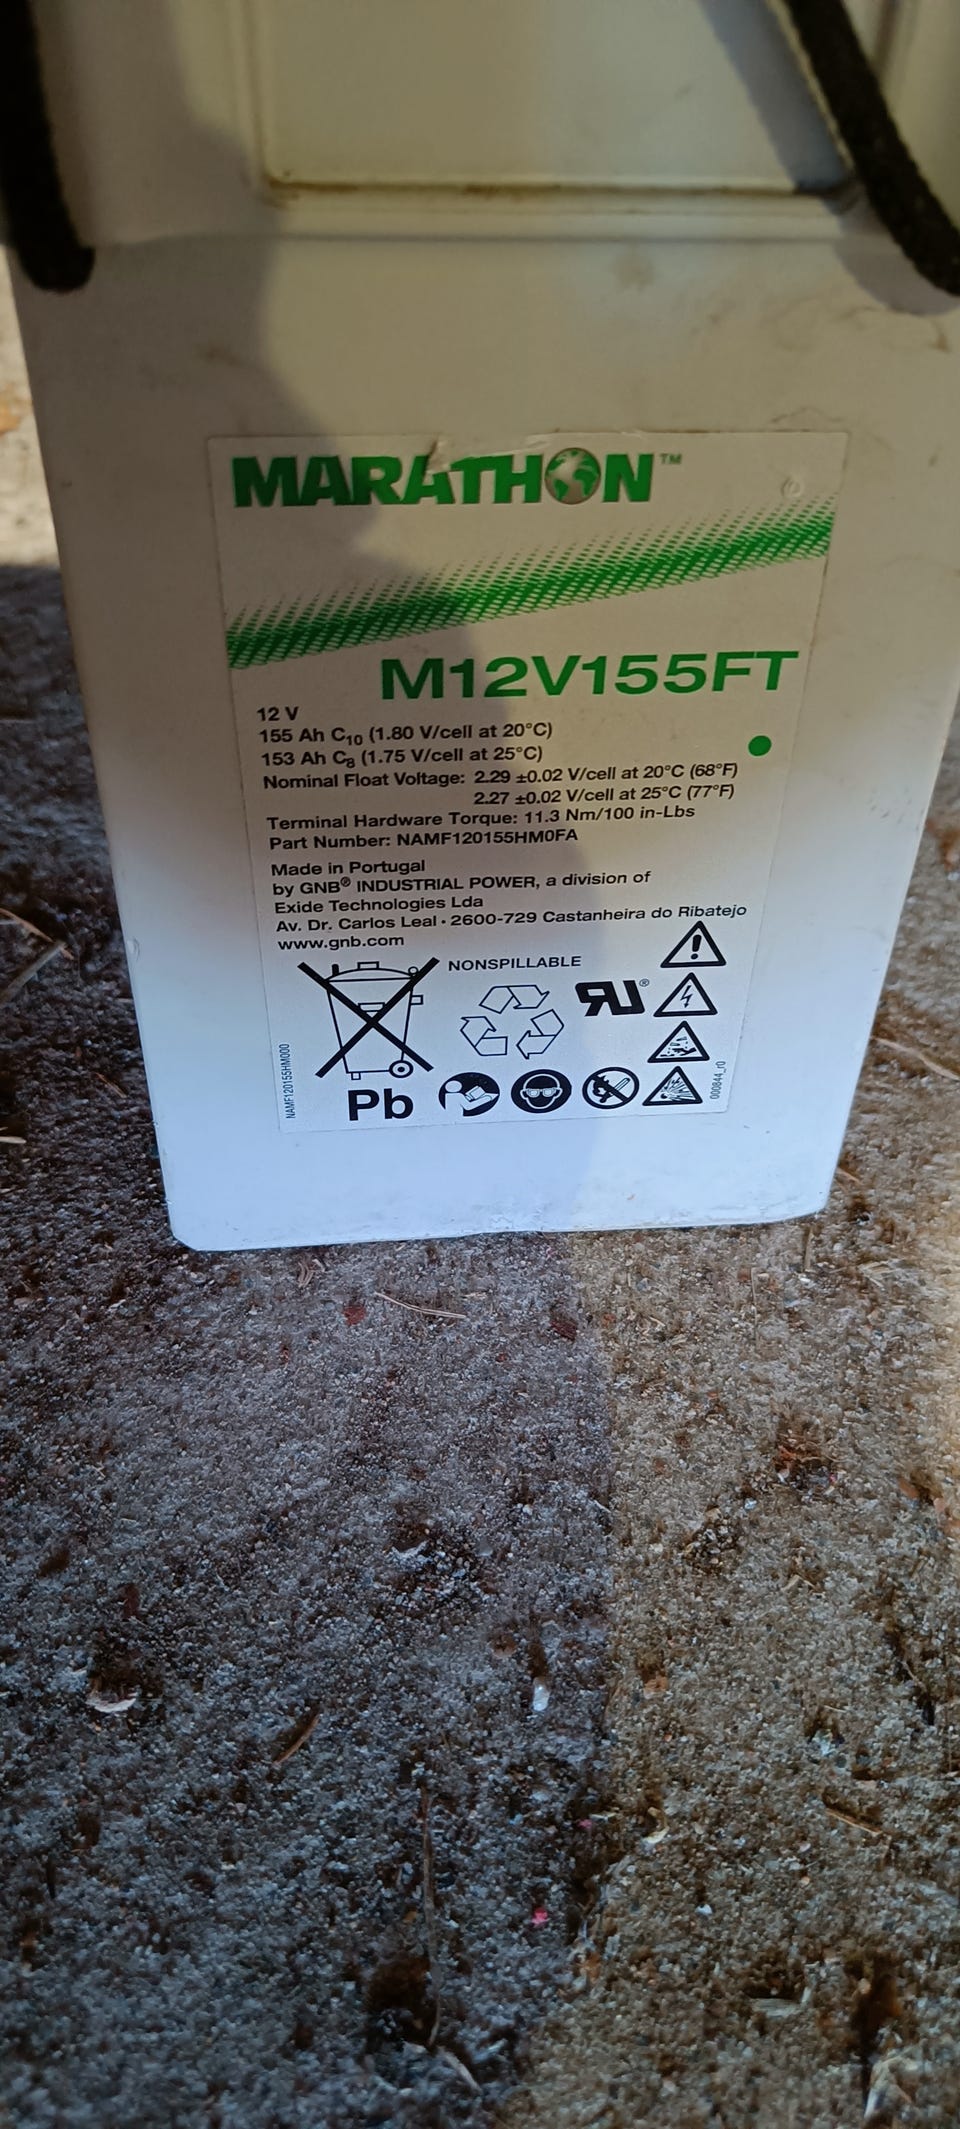 MARATHON™
M12V155FT
12 V
155 Ah C10 (1.80 V/cell at 20°C)
153 Ah C8 (1.75 V/cell at 25°C)
Nominal Float Voltage: 2.29 ±0.02 V/cell at 20°C (68°F)
2.27 ±0.02 V/cell at 25°C (77°F)
Terminal Hardware Torque: 11.3 Nm/100 in-Lbs
Part Number: NAMF120155HM0FA
Made in Portugal
by GNB® INDUSTRIAL POWER, a division of
Exide Technologies Lda
Av. Dr. Carlos Leal · 2600-729 Castanheira do Ribatejo
www.gnb.com
NONSPILLABLE
RU®
Pb
NAMF120155HM000
000844_r0